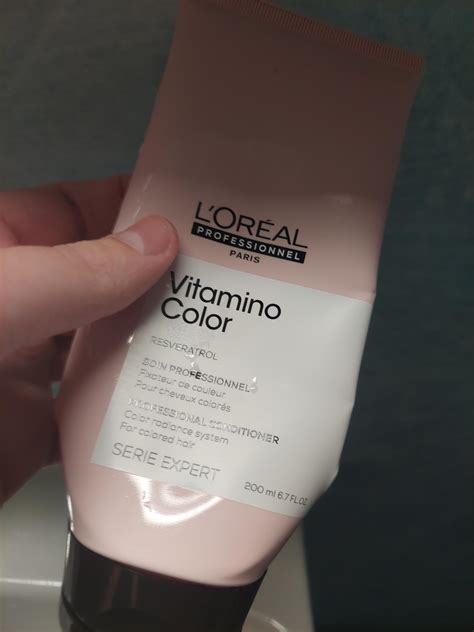 L'ORÉAL
PROFESSIONNEL
PARIS
Vitamino
Color
RESVERATROL
SOIN PROFESSIONNEL
Fixateur de couleur
Pour cheveux colorés
PROFESSIONAL CONDITIONER
Color radiance system
For colored hair
SERIE EXPERT
200 ml 6.7 FL.OZ